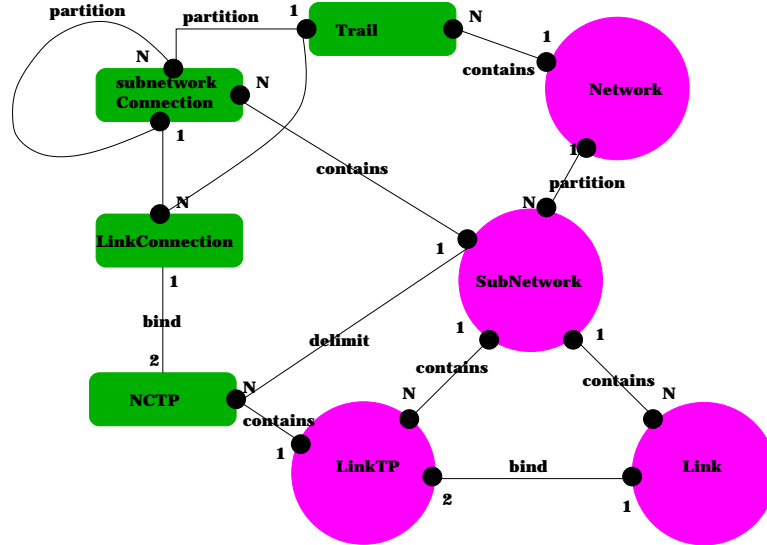 partition
partition
1
Trail
N
1
contains
Network
N
subnetwork
Connection
N
1
contains
1
partition
N
N
LinkConnection
1
1
SubNetwork
bind
delimit
1
1
2
contains
contains
NCTP
N
N
N
contains
1
LinkTP
bind
Link
2
1